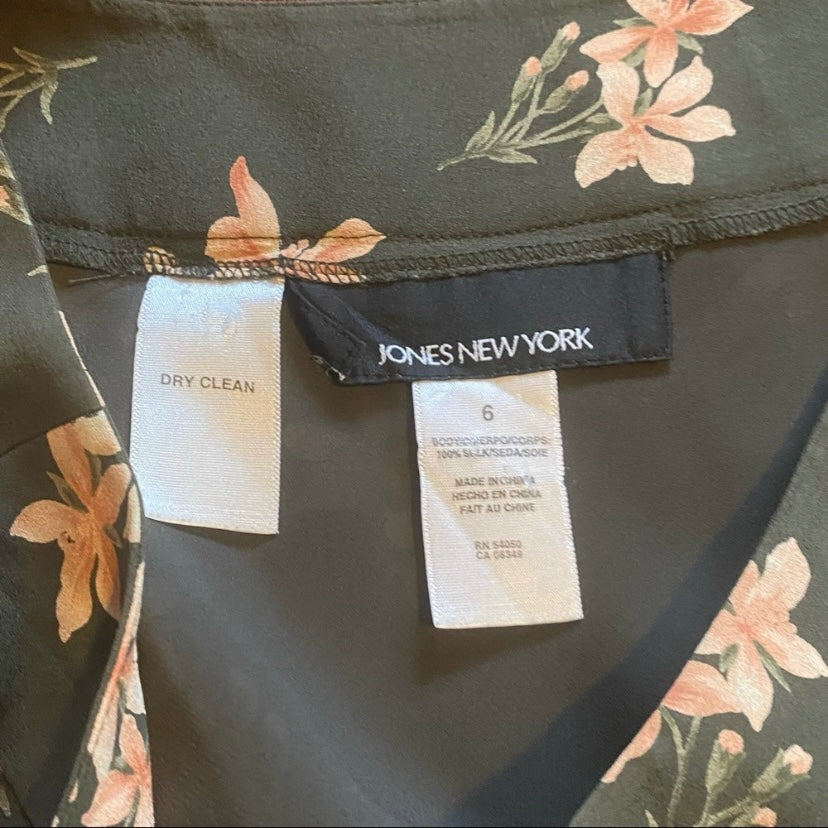 JONES NEW YORK
DRY CLEAN
6
BODY/CUERPO/CORPS:
100% SILK/SEDA/SOIE
MADE IN CHINA
HECHO EN CHINA
FAIT AU CHINE
RN 54050
CA 08349